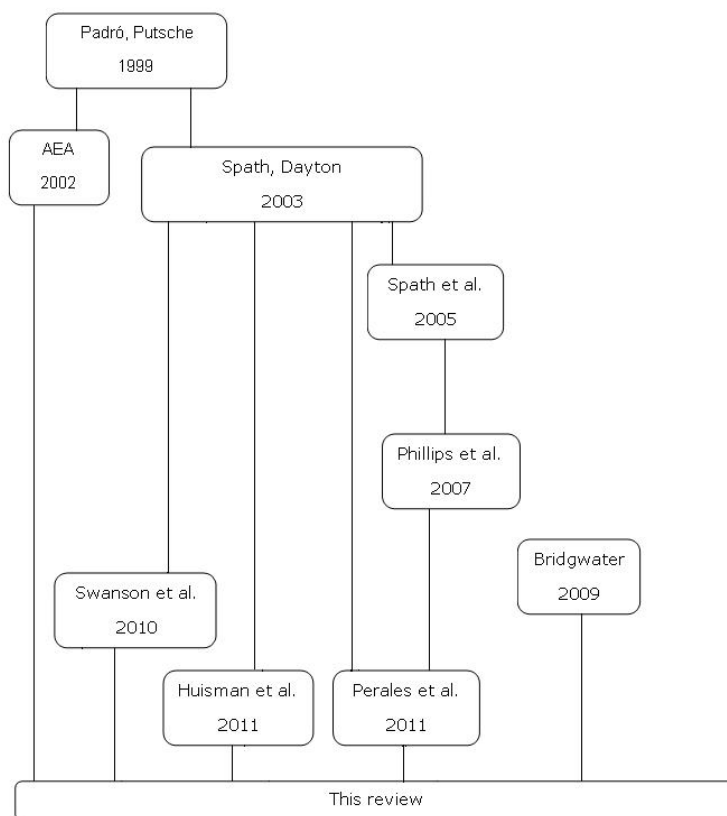 Padró, Putsche
1999
AEA
2002
Spath, Dayton
2003
Spath et al.
2005
Phillips et al.
2007
Bridgwater
2009
Swanson et al.
2010
Huisman et al.
2011
Perales et al.
2011
This review